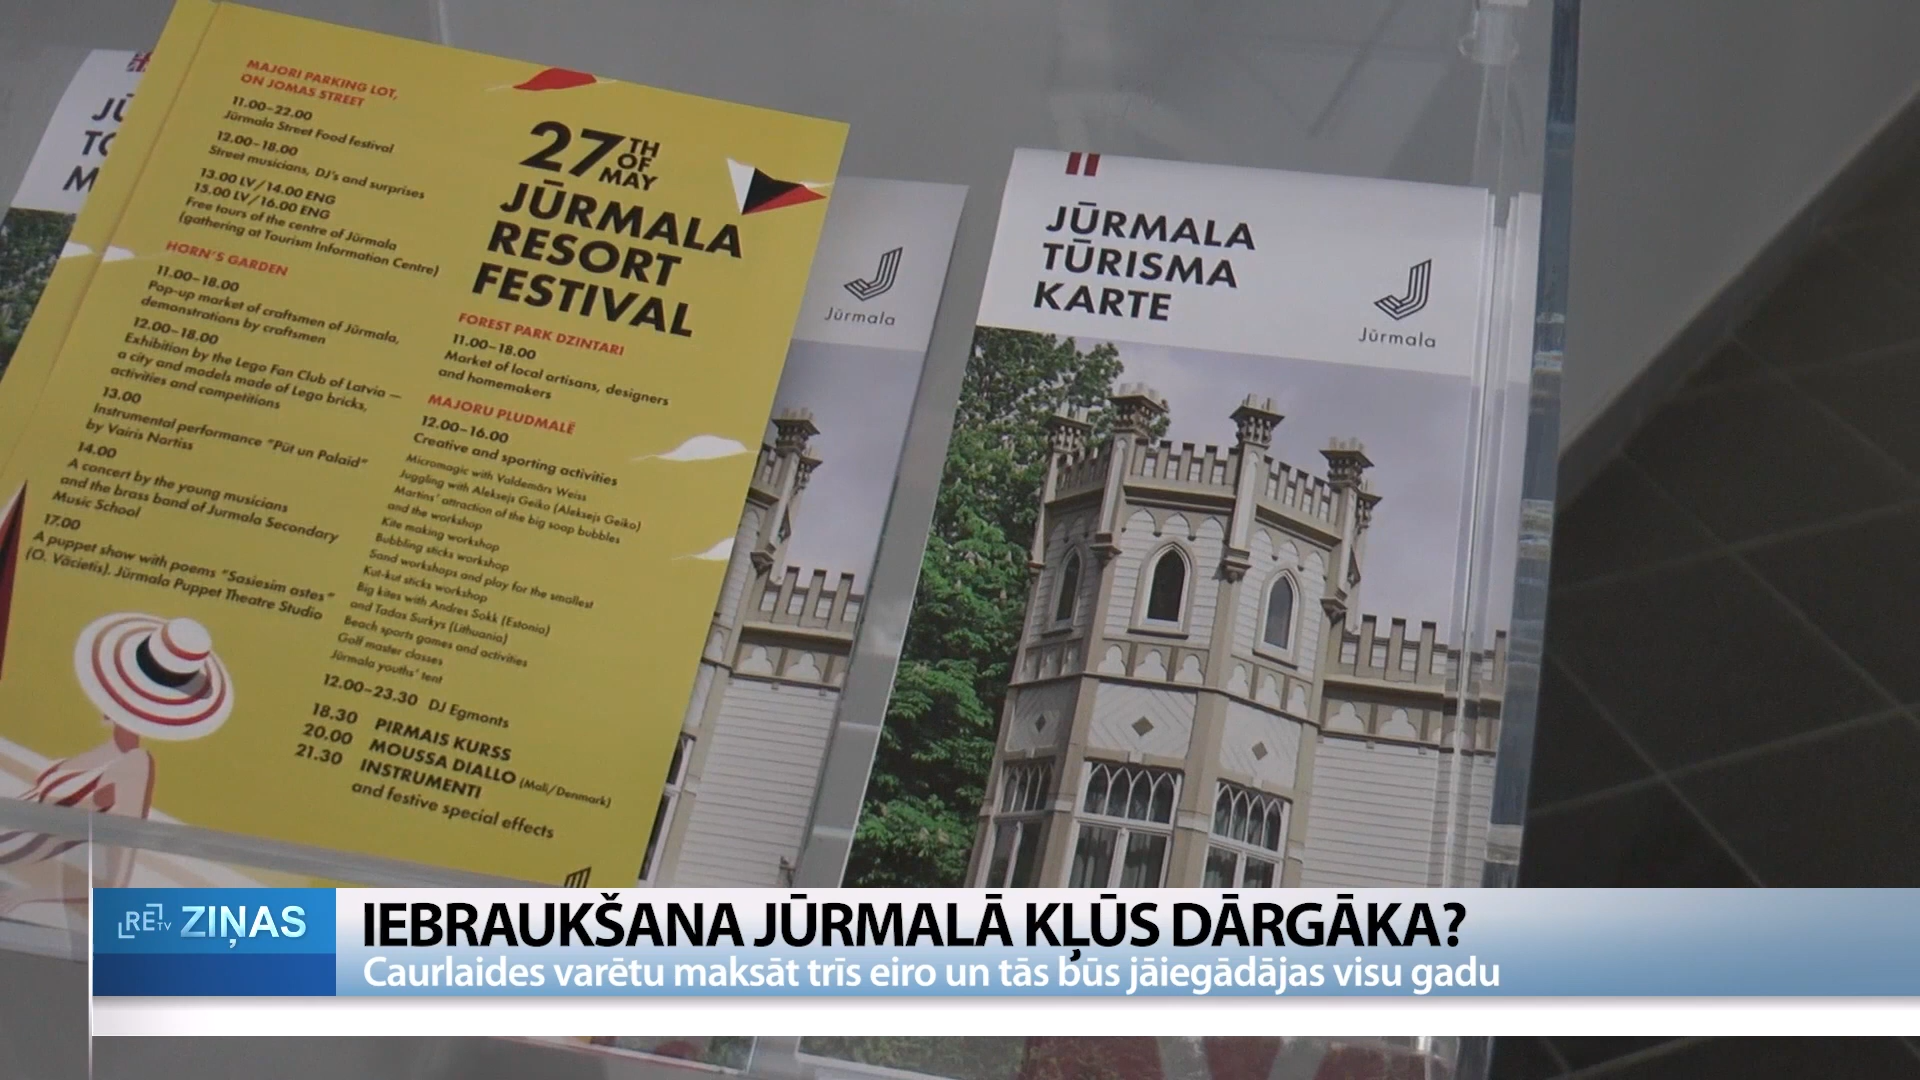 MAJORI PARKING LOT,
ON JOMAS STREET
11.00–22.00
Jūrmala Street Food festival
12.00–18.00
Street musicians, DJ's and surprises
13.00 LV/14.00 ENG
15.00 LV/16.00 ENG
Free tours of the centre of Jūrmala
(gathering at Tourism Information Centre)
HORN'S GARDEN
11.00–18.00
Pop-up market of craftsmen of Jūrmala,
demonstrations by craftsmen
12.00–18.00
Exhibition by the Lego Fan Club of Latvia —
a city and models made of Lego bricks,
activities and competitions
13.00
Instrumental performance "Pūt un Palaid"
by Vairis Nartiss
14.00
A concert by the young musicians
and the brass band of Jurmala Secondary
Music School
17.00
A puppet show with poems "Sasiesim astes"
(O. Vācietis). Jūrmala Puppet Theatre Studio
27TH OF MAY
JŪRMALA
RESORT
FESTIVAL
FOREST PARK DZINTARI
11.00–18.00
Market of local artisans, designers
and homemakers
MAJORU PLUDMALĒ
12.00–16.00
Creative and sporting activities
Micromagic with Valdemārs Weiss
Juggling with Aleksejs Geiko (Aleksejs Geiko)
Martins' attraction of the big soap bubbles
and the workshop
Kite making workshop
Bubbling sticks workshop
Sand workshops and play for the smallest
Kut-kut sticks workshop
Big kites with Andres Sokk (Estonia)
and Tadas Surkys (Lithuania)
Beach sports games and activities
Golf master classes
Jūrmala youths' tent
12.00–23.30 DJ Egmonts
18.30 PIRMAIS KURSS
20.00 MOUSSA DIALLO (Mali/Denmark)
21.30 INSTRUMENTI
and festive special effects
Jūrmala
JŪRMALA
TŪRISMA
KARTE
Jūrmala
RE TV ZIŅAS
IEBRAUKŠANA JŪRMALĀ KĻŪS DĀRGĀKA?
Caurlaides varētu maksāt trīs eiro un tās būs jāiegādājas visu gadu